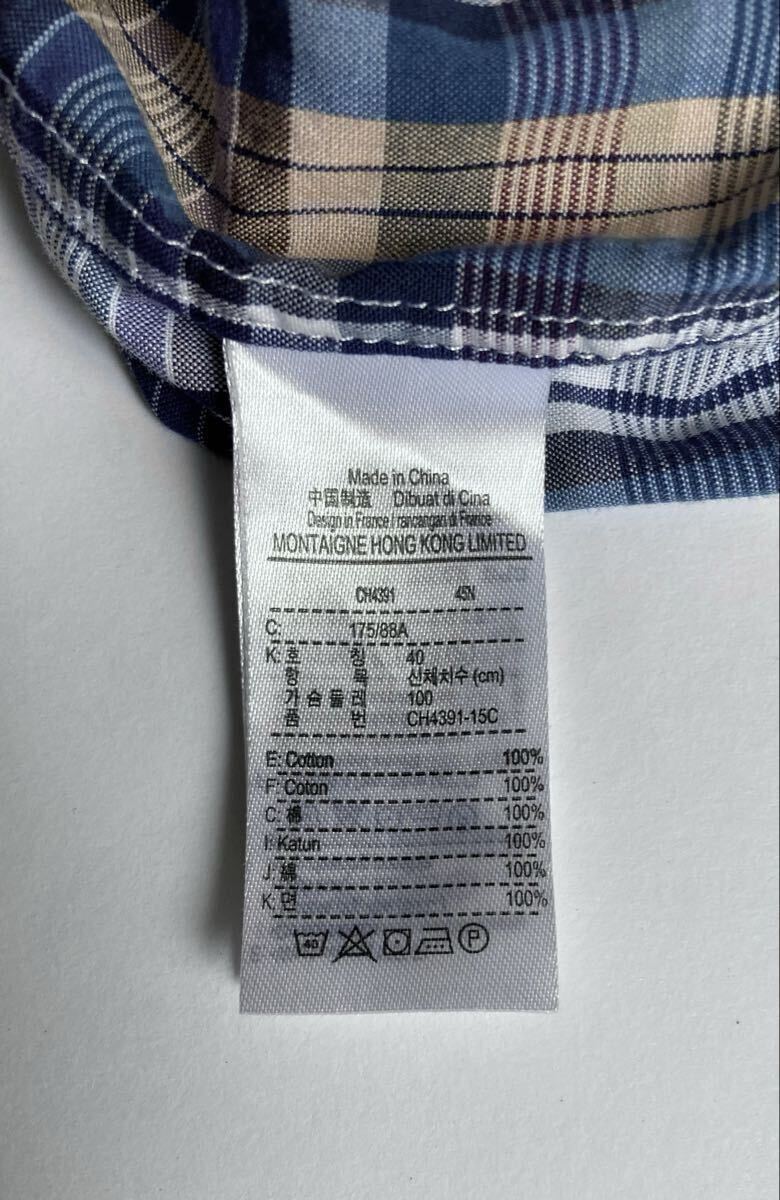 Made in China
中国制造 Dibuat di Cina
Design in France / rancangan di France
MONTAIGNE HONG KONG LIMITED
CH4391 45N
C: 175/88A
K: 호 칭 40
항 목 신체치수 (cm)
가슴둘레 100
품 번 CH4391-15C
E: Cotton 100%
F: Coton 100%
C: 棉 100%
I: Katun 100%
J: 綿 100%
K: 면 100%
40 P